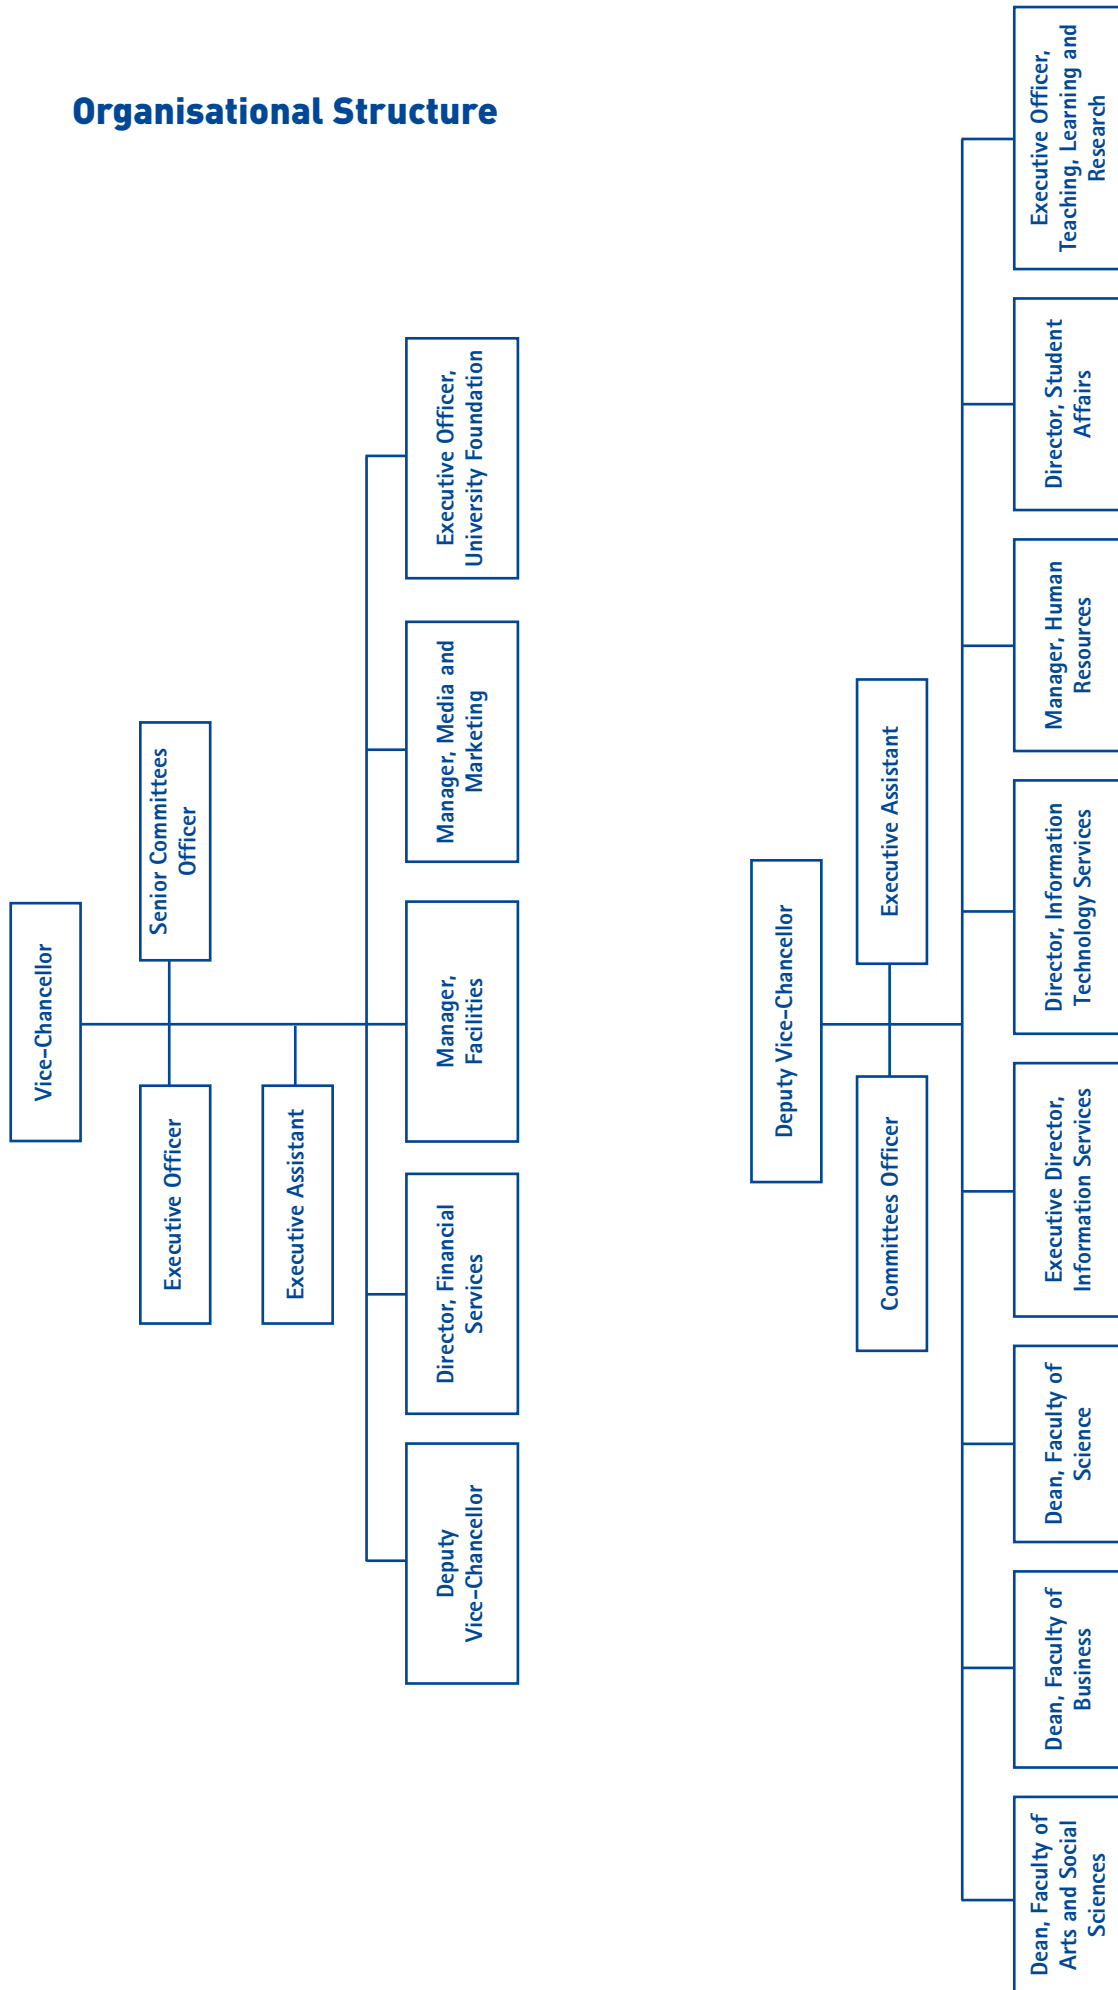 Organisational Structure
Vice-Chancellor
Executive Officer
Senior Committees
Officer
Executive Assistant
Deputy
Vice-Chancellor
Director, Financial
Services
Manager,
Facilities
Manager, Media and
Marketing
Executive Officer,
University Foundation
Deputy Vice-Chancellor
Committees Officer
Executive Assistant
Dean, Faculty of
Arts and Social
Sciences
Dean, Faculty of
Business
Dean, Faculty of
Science
Executive Director,
Information Services
Director, Information
Technology Services
Manager, Human
Resources
Director, Student
Affairs
Executive Officer,
Teaching, Learning and
Research